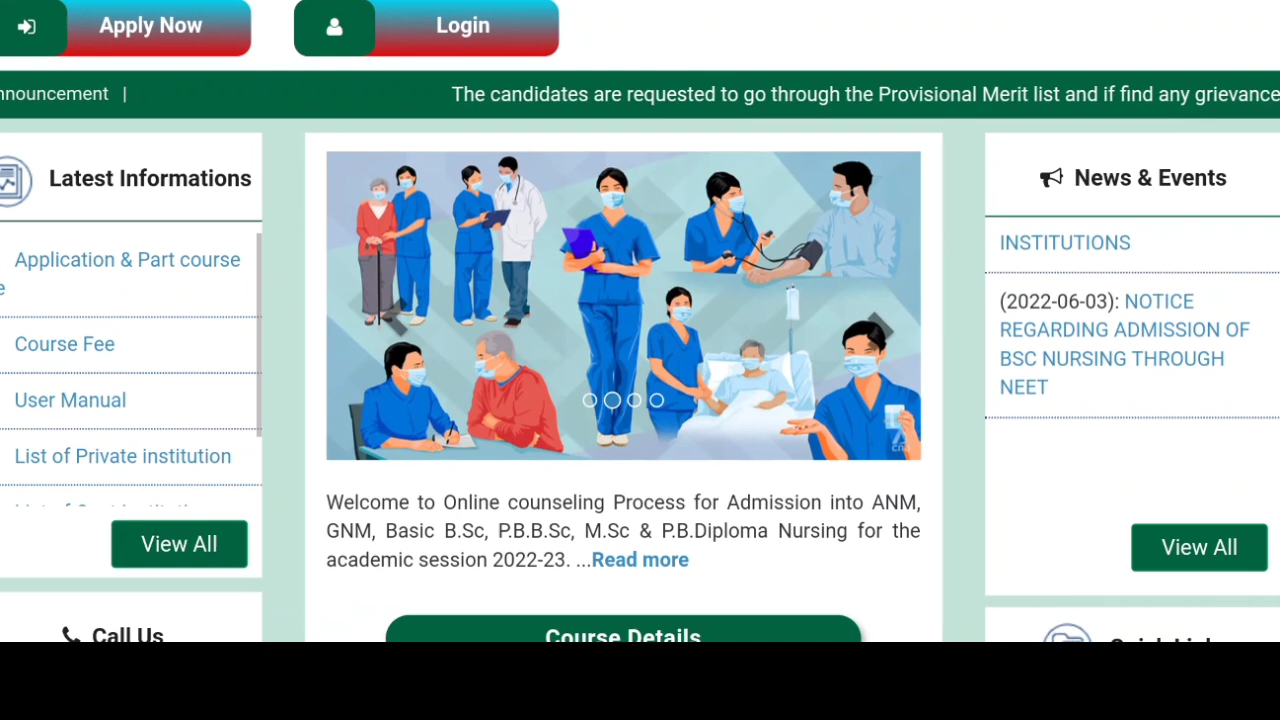 Apply Now
Login
nnouncement |
The candidates are requested to go through the Provisional Merit list and if find any grievance
Latest Informations
Application & Part course
e
Course Fee
User Manual
List of Private institution
View All
Call Us
Welcome to Online counseling Process for Admission into ANM,
GNM, Basic B.Sc, P.B.B.Sc, M.Sc & P.B.Diploma Nursing for the
academic session 2022-23. ...Read more
Course Details
News & Events
INSTITUTIONS
(2022-06-03): NOTICE
REGARDING ADMISSION OF
BSC NURSING THROUGH
NEET
View All